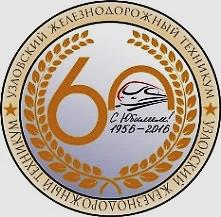 УЗЛОВСКИЙ ЖЕЛЕЗНОДОРОЖНЫЙ ТЕХНИКУМ
УЗЛОВСКИЙ ЖЕЛЕЗНОДОРОЖНЫЙ ТЕХНИКУМ
60
С Юбилеем!
1956-2016